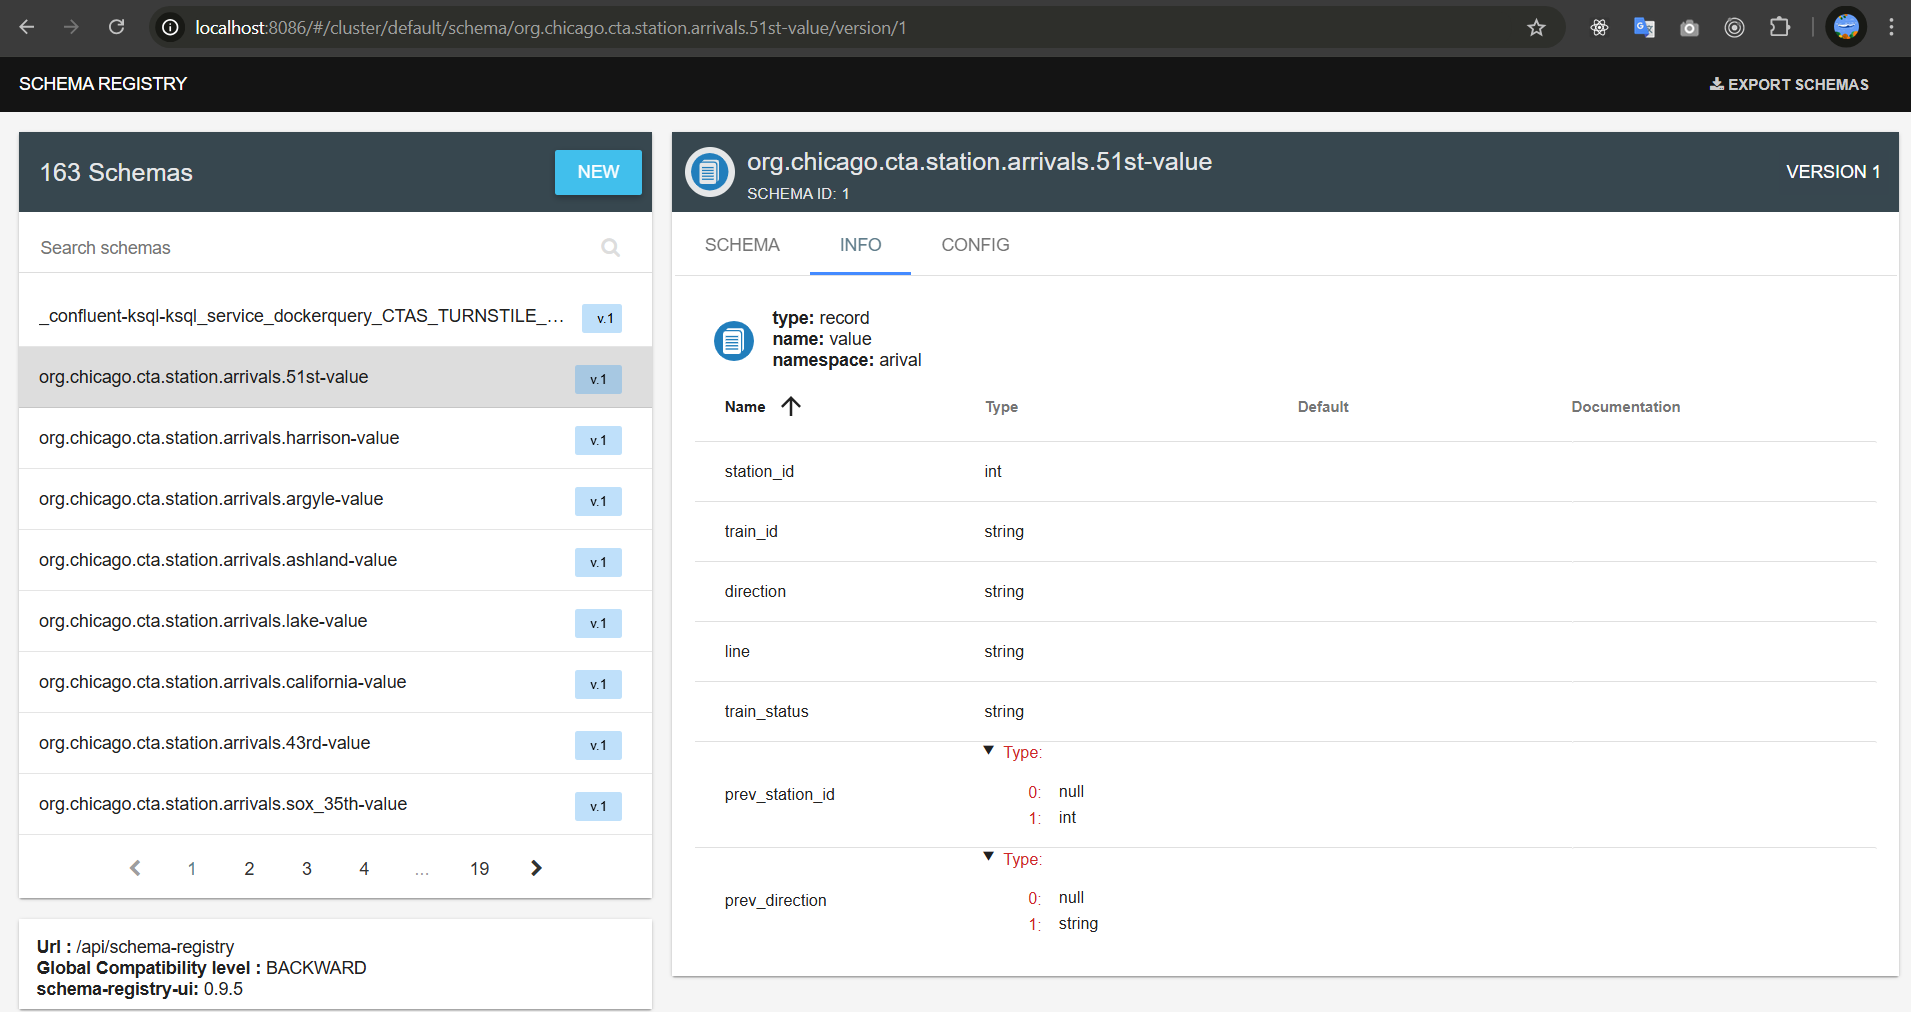 localhost:8086/#/cluster/default/schema/org.chicago.cta.station.arrivals.51st-value/version/1
SCHEMA REGISTRY
EXPORT SCHEMAS
163 Schemas
NEW
Search schemas
_confluent-ksql-ksql_service_dockerquery_CTAS_TURNSTILE_... v.1
org.chicago.cta.station.arrivals.51st-value v.1
org.chicago.cta.station.arrivals.harrison-value v.1
org.chicago.cta.station.arrivals.argyle-value v.1
org.chicago.cta.station.arrivals.ashland-value v.1
org.chicago.cta.station.arrivals.lake-value v.1
org.chicago.cta.station.arrivals.california-value v.1
org.chicago.cta.station.arrivals.43rd-value v.1
org.chicago.cta.station.arrivals.sox_35th-value v.1
1 2 3 4 ... 19
Url : /api/schema-registry
Global Compatibility level : BACKWARD
schema-registry-ui: 0.9.5
org.chicago.cta.station.arrivals.51st-value
SCHEMA ID: 1
VERSION 1
SCHEMA INFO CONFIG
type: record
name: value
namespace: arival
Name Type Default Documentation
station_id int
train_id string
direction string
line string
train_status string
prev_station_id
Type:
0: null
1: int
prev_direction
Type:
0: null
1: string